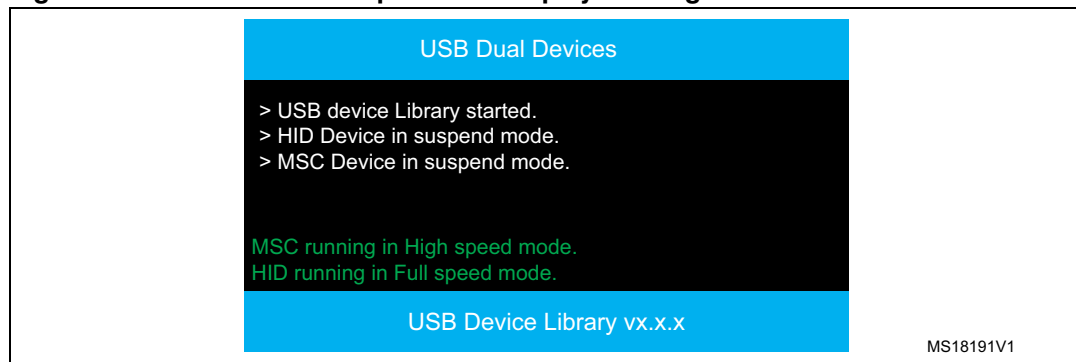 USB Dual Devices
> USB device Library started.
> HID Device in suspend mode.
> MSC Device in suspend mode.
MSC running in High speed mode.
HID running in Full speed mode.
USB Device Library vx.x.x
MS18191V1